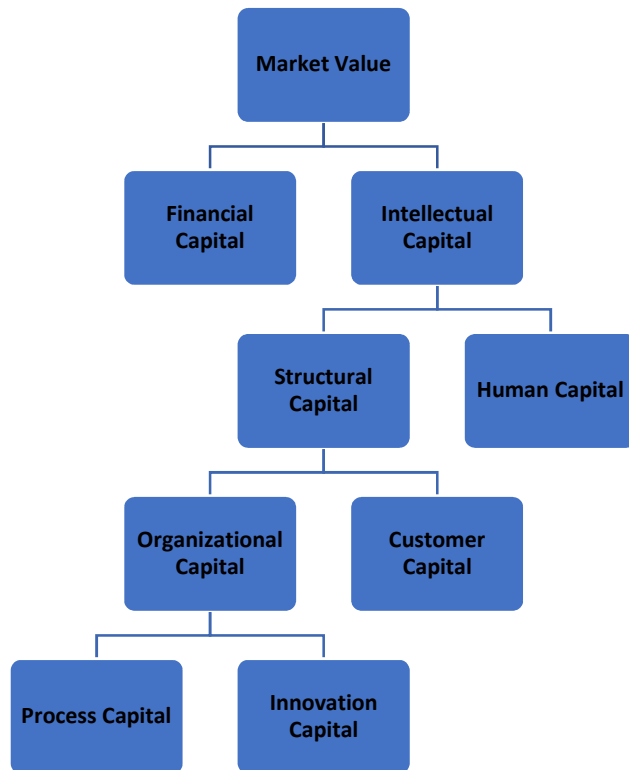 Market Value
Financial
Capital
Intellectual
Capital
Structural
Capital
Human Capital
Organizational
Capital
Customer
Capital
Process Capital
Innovation
Capital